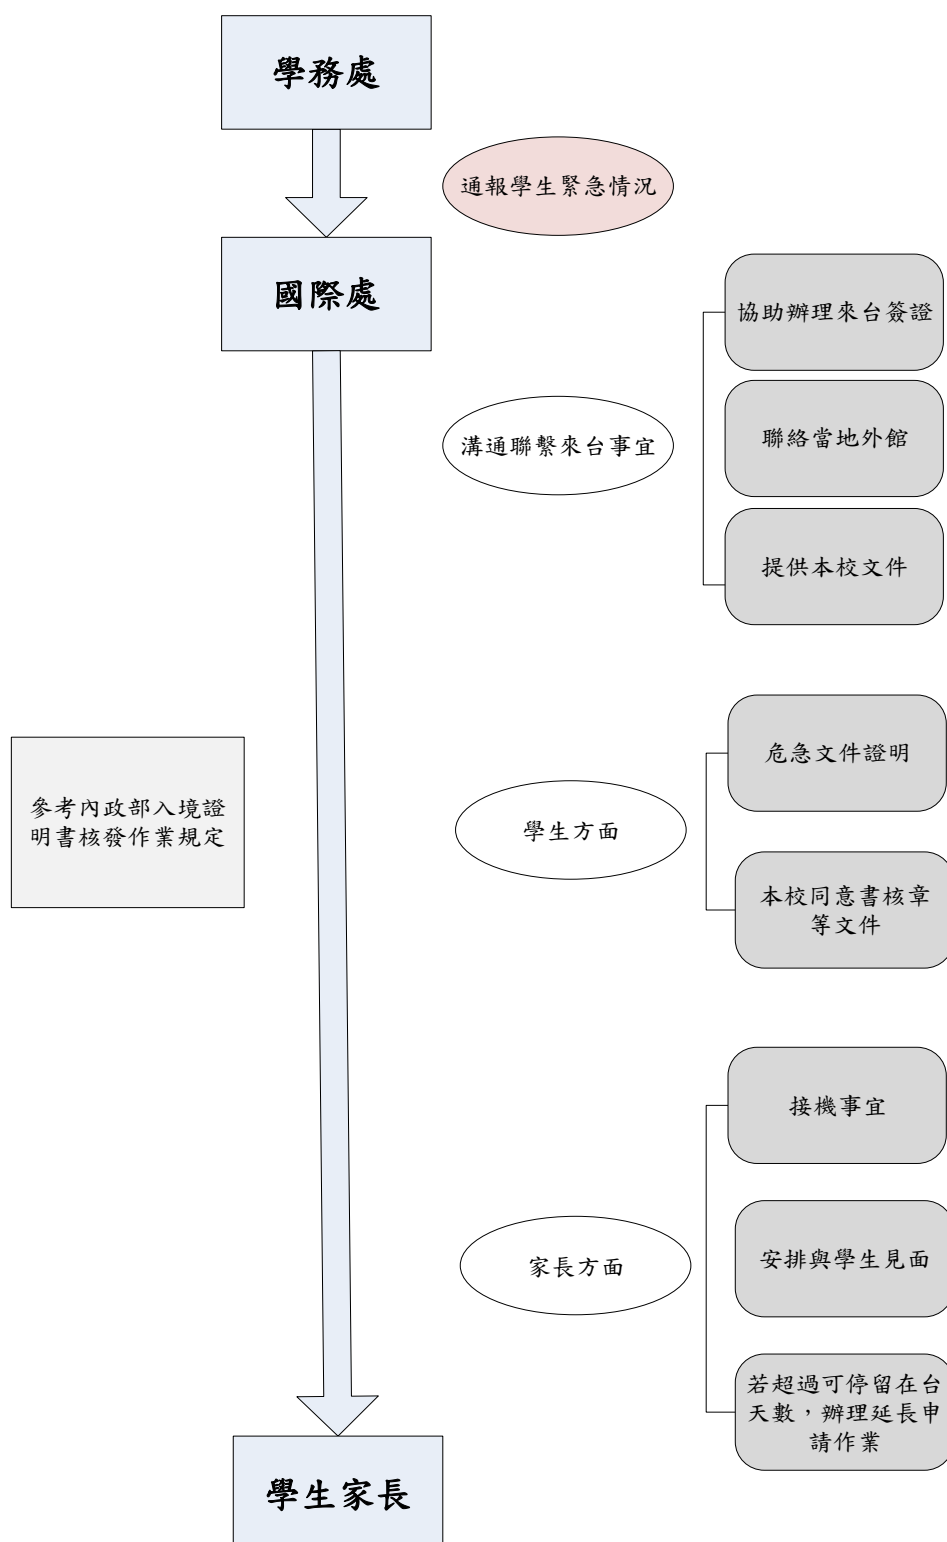 學務處
通報學生緊急情況
國際處
協助辦理來台簽證
溝通聯繫來台事宜
聯絡當地外館
提供本校文件
參考內政部入境證
明書核發作業規定
學生方面
危急文件證明
本校同意書核章
等文件
接機事宜
家長方面
安排與學生見面
若超過可停留在台
天數，辦理延長申
請作業
學生家長